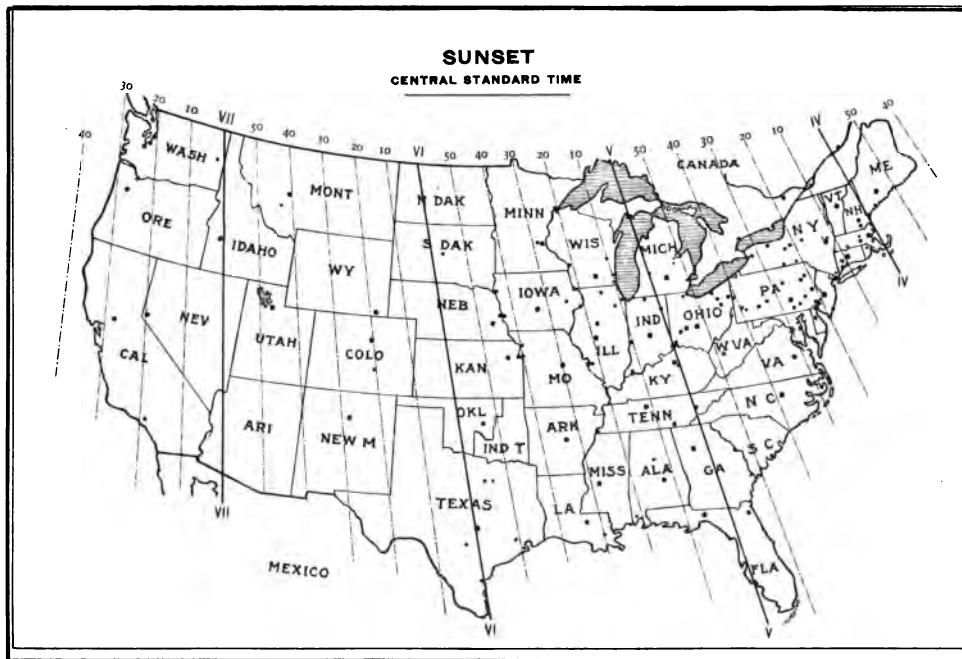 SUNSET
CENTRAL STANDARD TIME
30 20 10 VII 50 40 30 20 10 VI 50 40 30 20 10 V 50 40 30 20 10 IV 50 40
40
WASH
MONT
N DAK
MINN
CANADA
ME
VT
NH
ORE
IDAHO
S DAK
WIS
MICH
N Y
WY
IOWA
PA
IV
NEV
NEB
IND
OHIO
CAL
UTAH
COLO
KAN
ILL
W VA
VA
MO
KY
N C
ARI
NEW M
OKL
IND T
ARK
TENN
S C
MISS
ALA
GA
TEXAS
LA
VII
MEXICO
FLA
VI
V